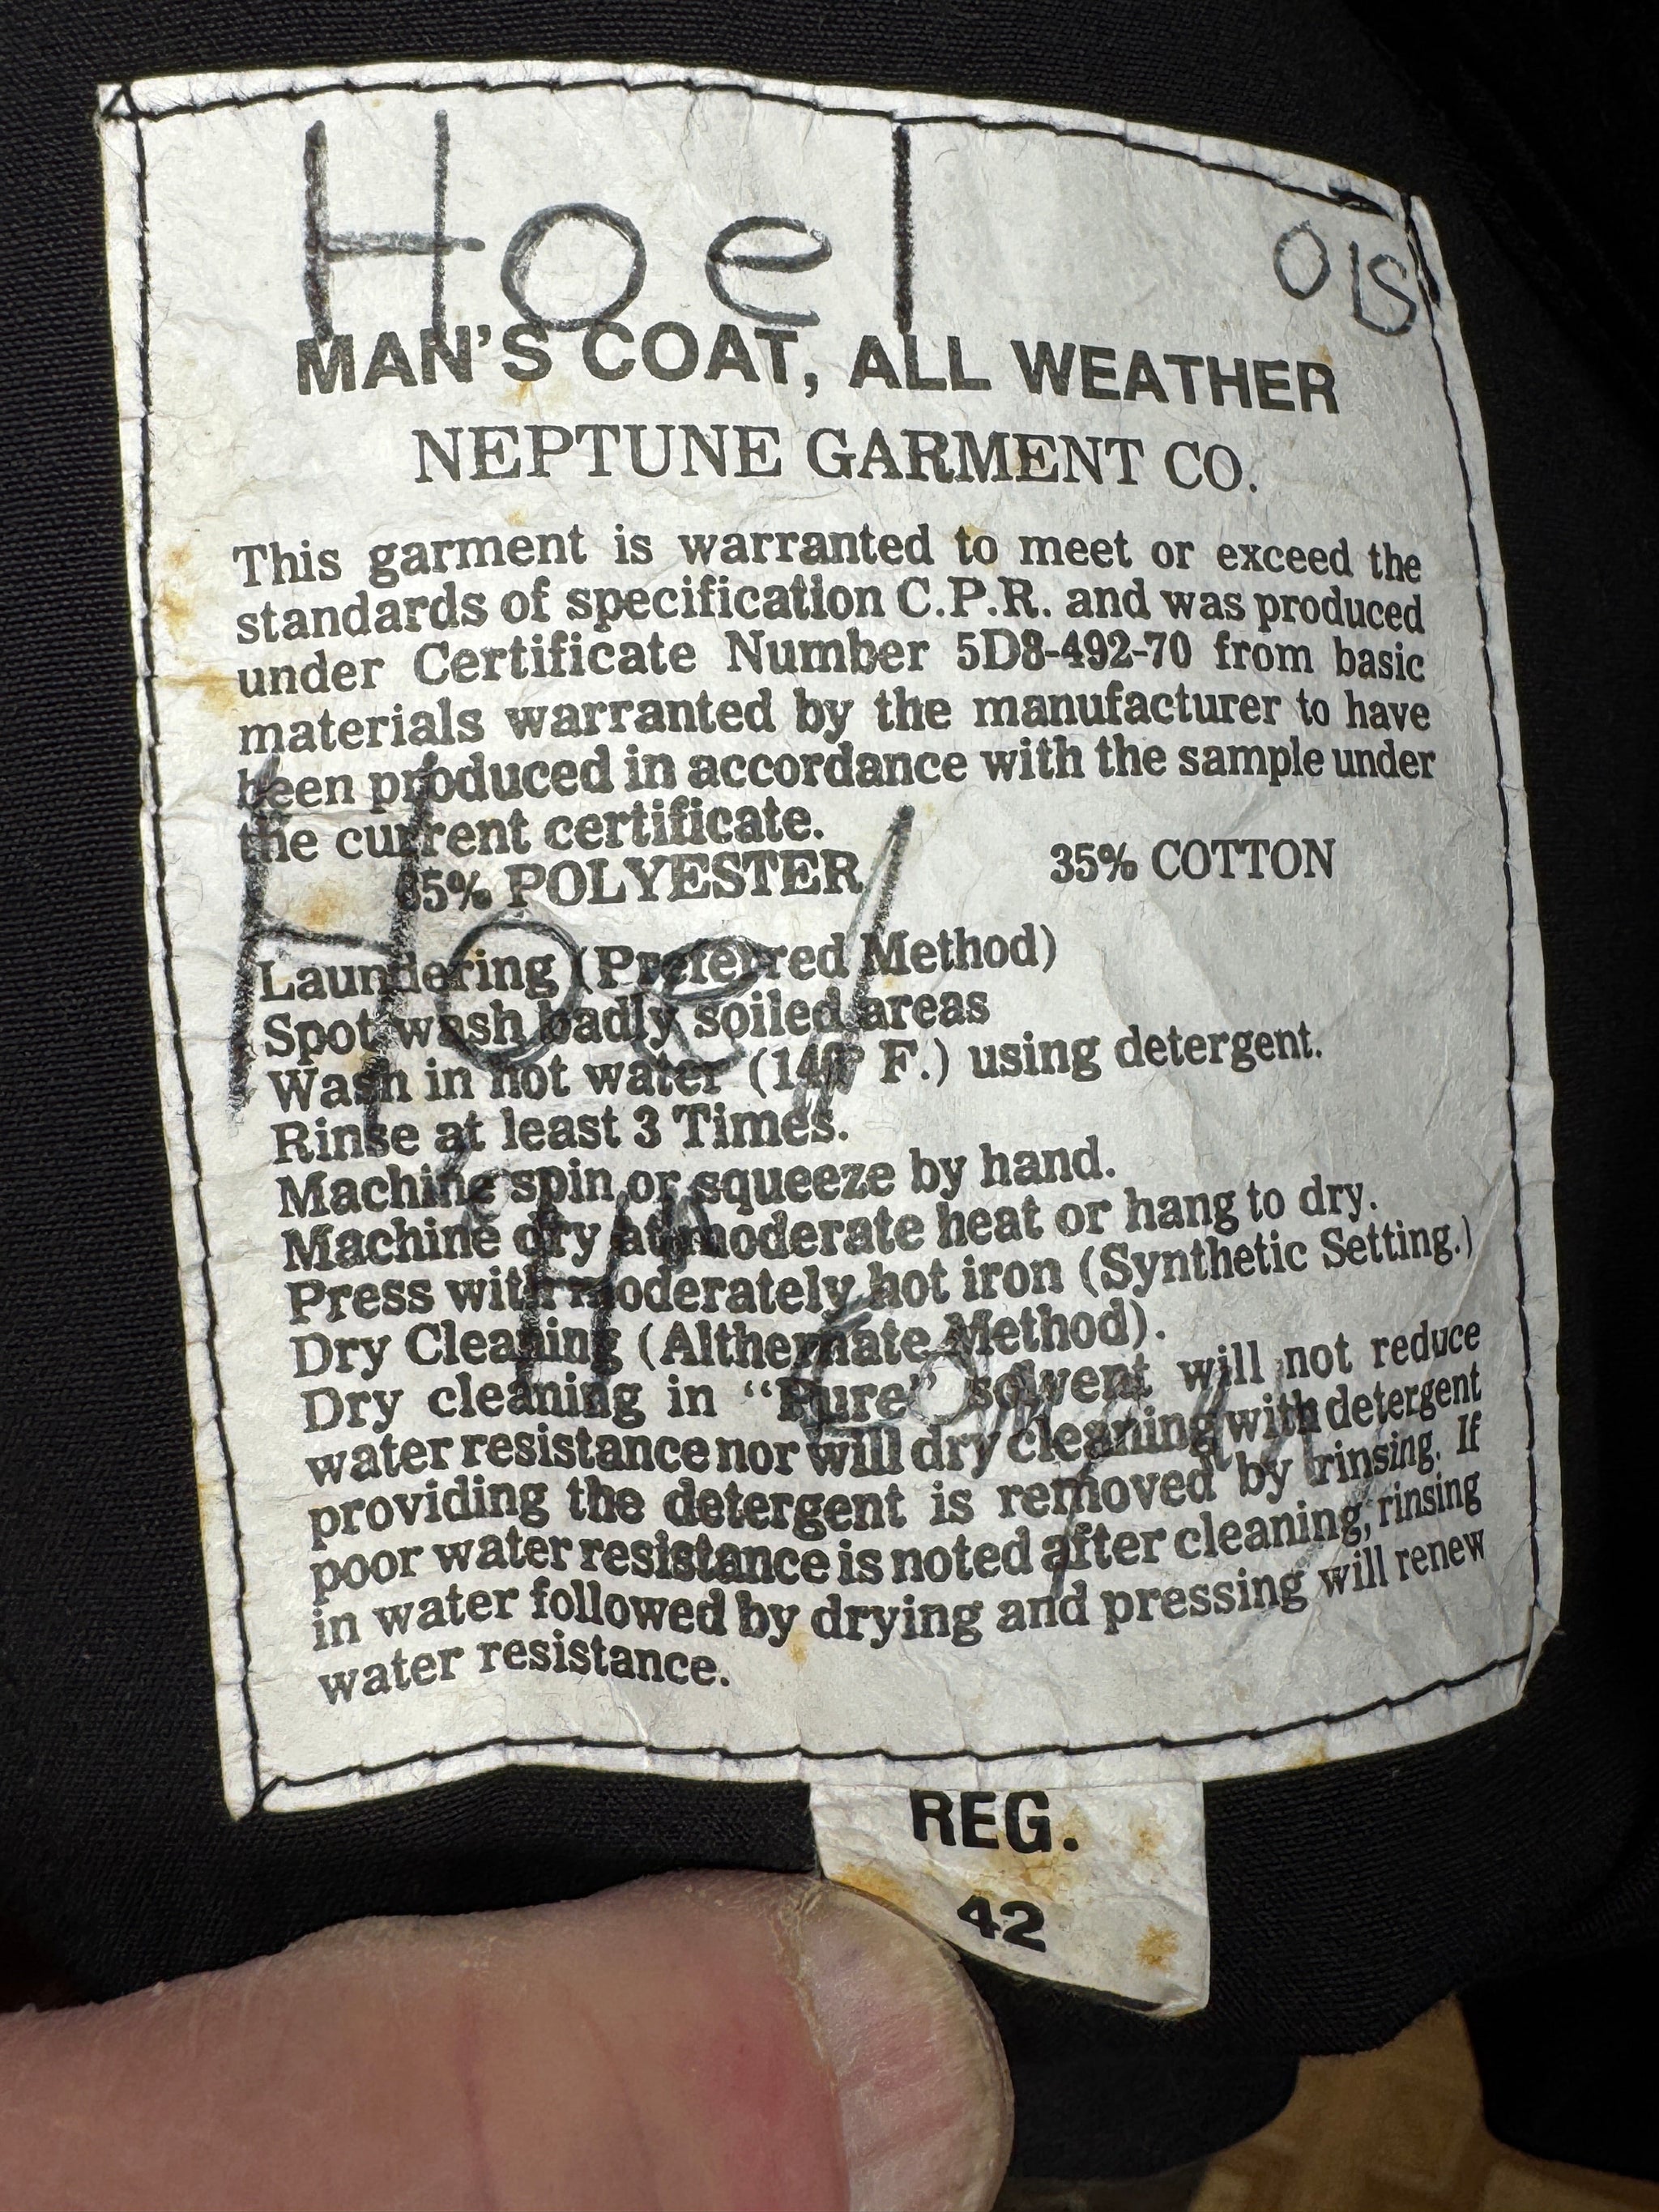 Hoel
MAN'S COAT, ALL WEATHER
NEPTUNE GARMENT CO.
This garment is warranted to meet or exceed the
standards of specification C.P.R. and was produced
under Certificate Number 5D8-492-70 from basic
materials warranted by the manufacturer to have
been produced in accordance with the sample under
the current certificate.
65% POLYESTER 35% COTTON
Hoel
Laundering (Preferred Method)
Spot wash badly soiled areas
Wash in hot water (140° F.) using detergent.
Rinse at least 3 Times.
Machine spin or squeeze by hand.
Machine dry at moderate heat or hang to dry.
Press with moderately hot iron (Synthetic Setting.)
Dry Cleaning (Althernate Method).
Dry cleaning in “Pure” solvent will not reduce
water resistance nor will dry cleaning with detergent
providing the detergent is removed by rinsing. If
poor water resistance is noted after cleaning, rinsing
in water followed by drying and pressing will renew
water resistance.
REG.
42